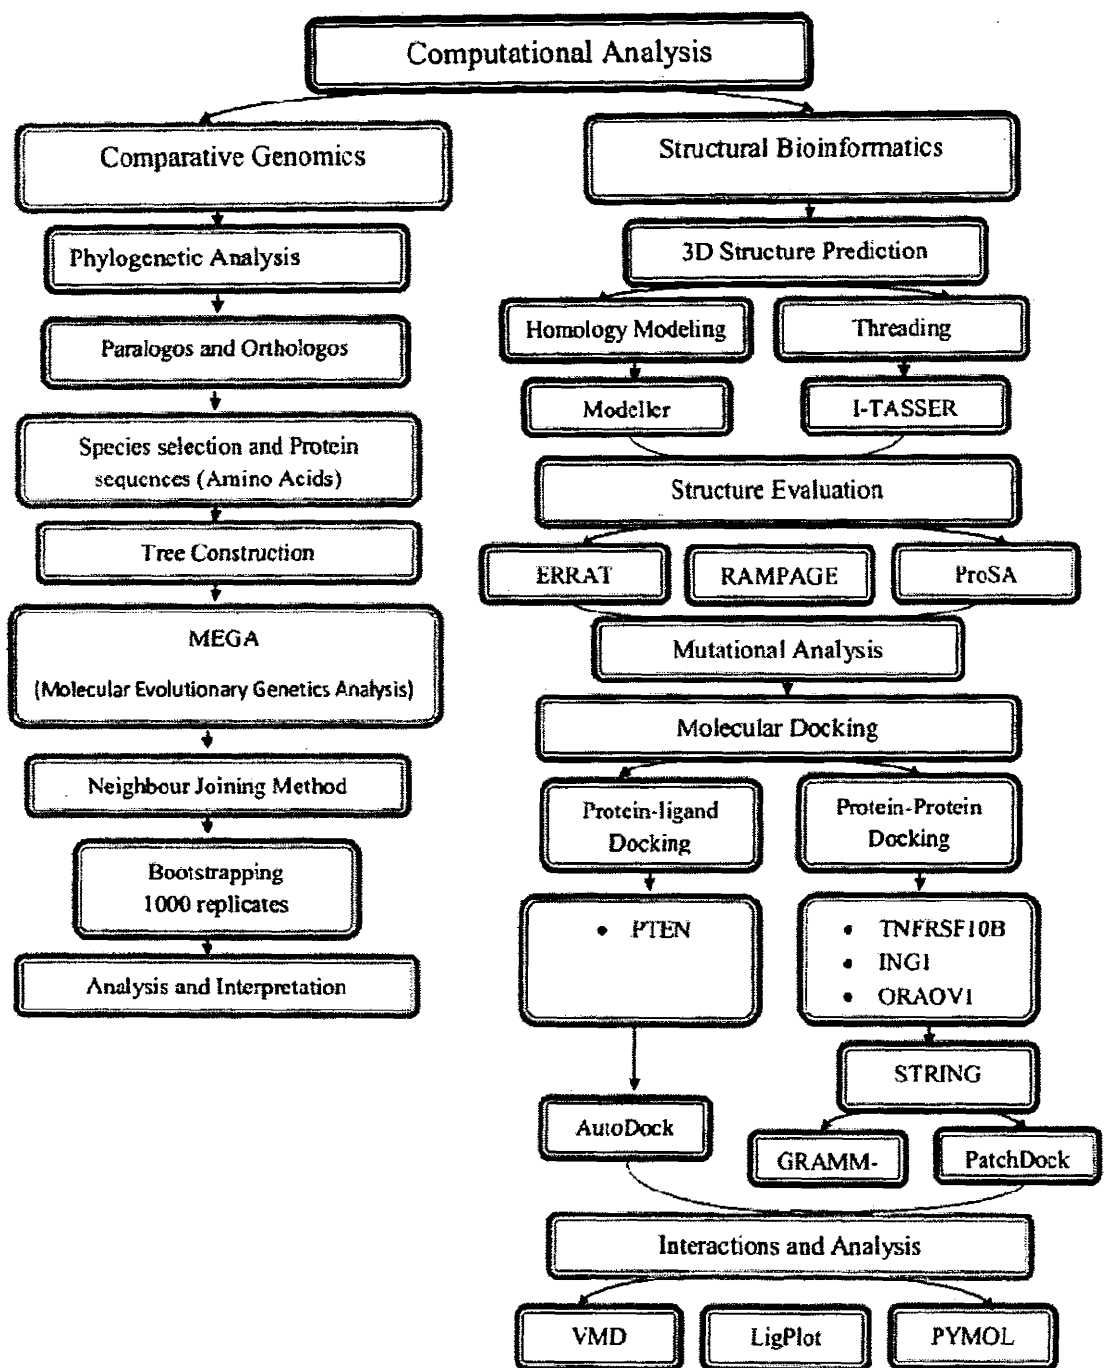 Computational Analysis
Comparative Genomics
Phylogenetic Analysis
Paralogos and Orthologos
Species selection and Protein
sequences (Amino Acids)
Tree Construction
MEGA
(Molecular Evolutionary Genetics Analysis)
Neighbour Joining Method
Bootstrapping
1000 replicates
Analysis and Interpretation
Structural Bioinformatics
3D Structure Prediction
Homology Modeling
Threading
Modeller
I-TASSER
Structure Evaluation
ERRAT
RAMPAGE
ProSA
Mutational Analysis
Molecular Docking
Protein-ligand
Docking
Protein-Protein
Docking
• PTEN
• TNFRSF10B
• ING1
• ORAOV1
STRING
AutoDock
GRAMM-
PatchDock
Interactions and Analysis
VMD
LigPlot
PYMOL